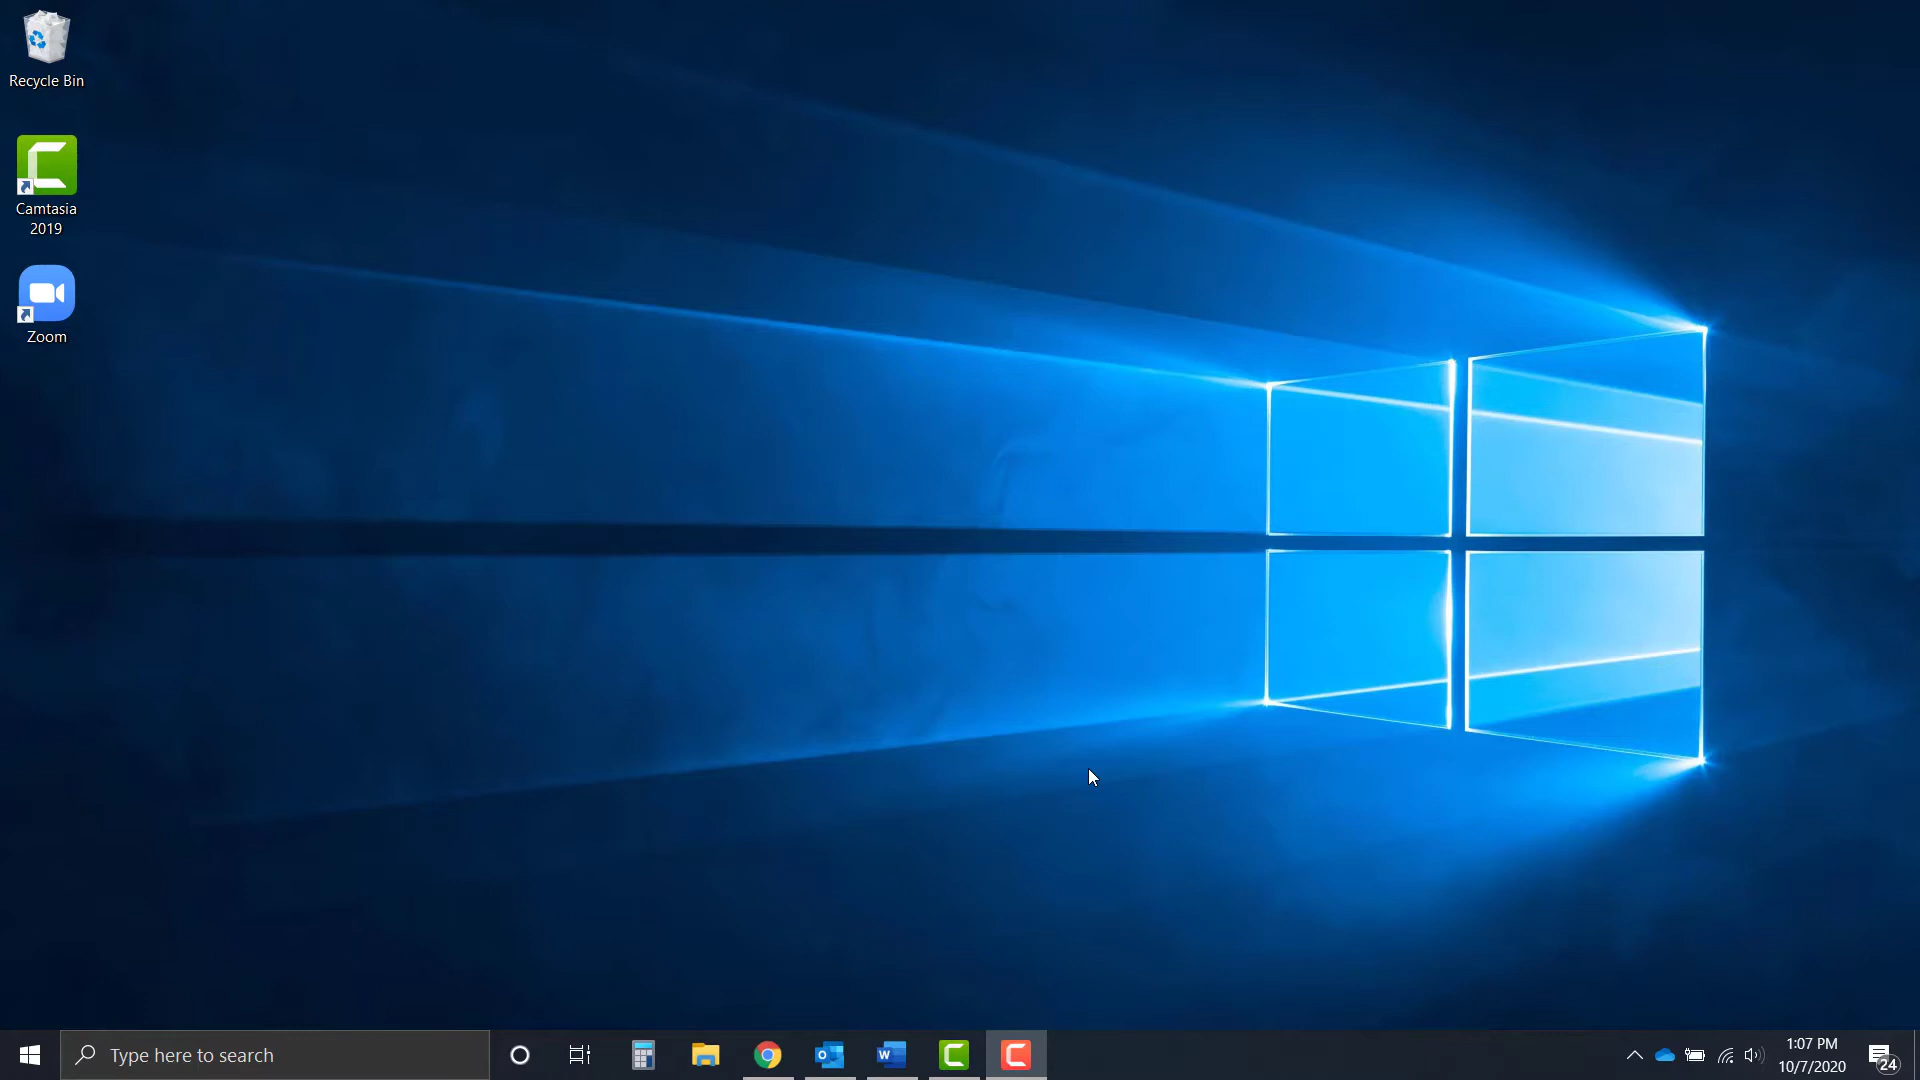 Recycle Bin
Camtasia
2019
Zoom
Type here to search
1:07 PM
10/7/2020
24